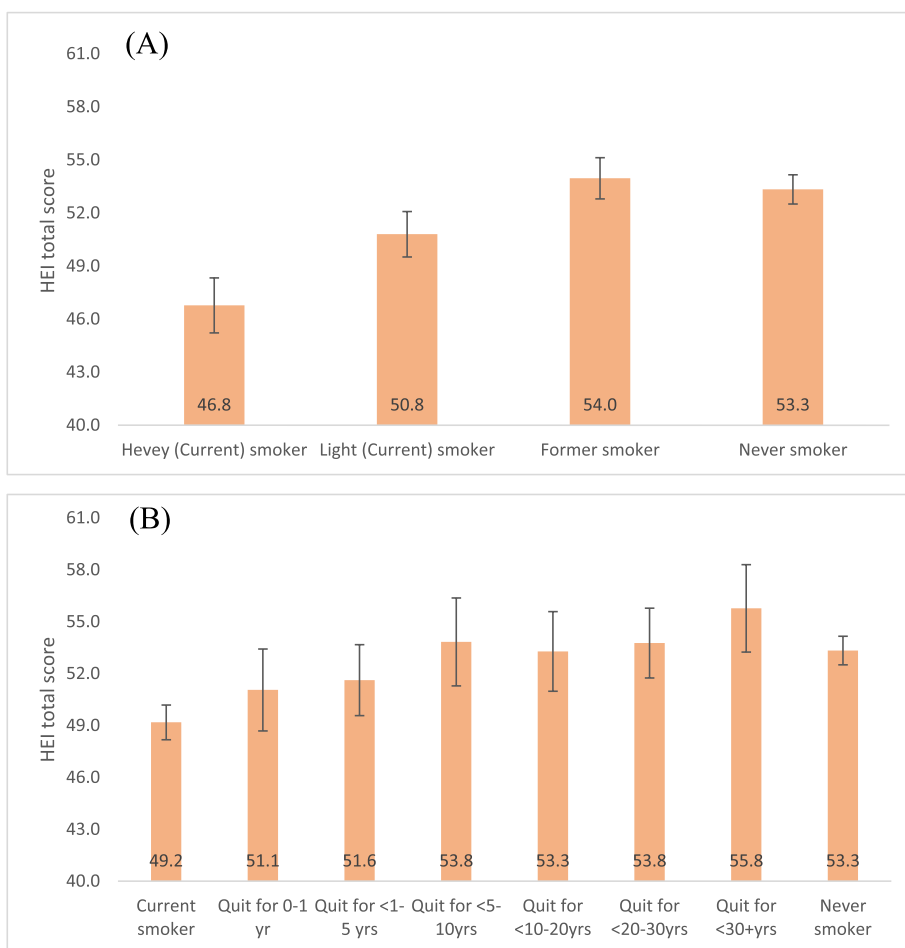 (A)
HEI total score
61.0
58.0
55.0
52.0
49.0
46.0
43.0
40.0
46.8
50.8
54.0
53.3
Hevey (Current) smoker
Light (Current) smoker
Former smoker
Never smoker
(B)
HEI total score
61.0
58.0
55.0
52.0
49.0
46.0
43.0
40.0
49.2
51.1
51.6
53.8
53.3
53.8
55.8
53.3
Current
smoker
Quit for 0-1
yr
Quit for <1-
5 yrs
Quit for <5-
10yrs
Quit for
<10-20yrs
Quit for
<20-30yrs
Quit for
<30+yrs
Never
smoker